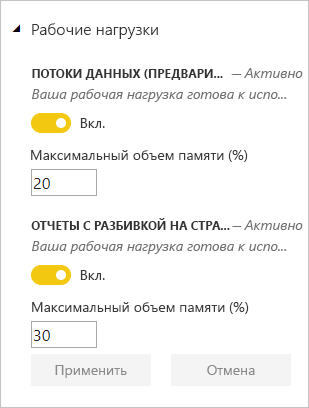 Рабочие нагрузки
ПОТОКИ ДАННЫХ (ПРЕДВАРИ... — Активно
Ваша рабочая нагрузка готова к испо...
Вкл.
Максимальный объем памяти (%)
20
ОТЧЕТЫ С РАЗБИВКОЙ НА СТРА... — Активно
Ваша рабочая нагрузка готова к испо...
Вкл.
Максимальный объем памяти (%)
30
Применить Отмена